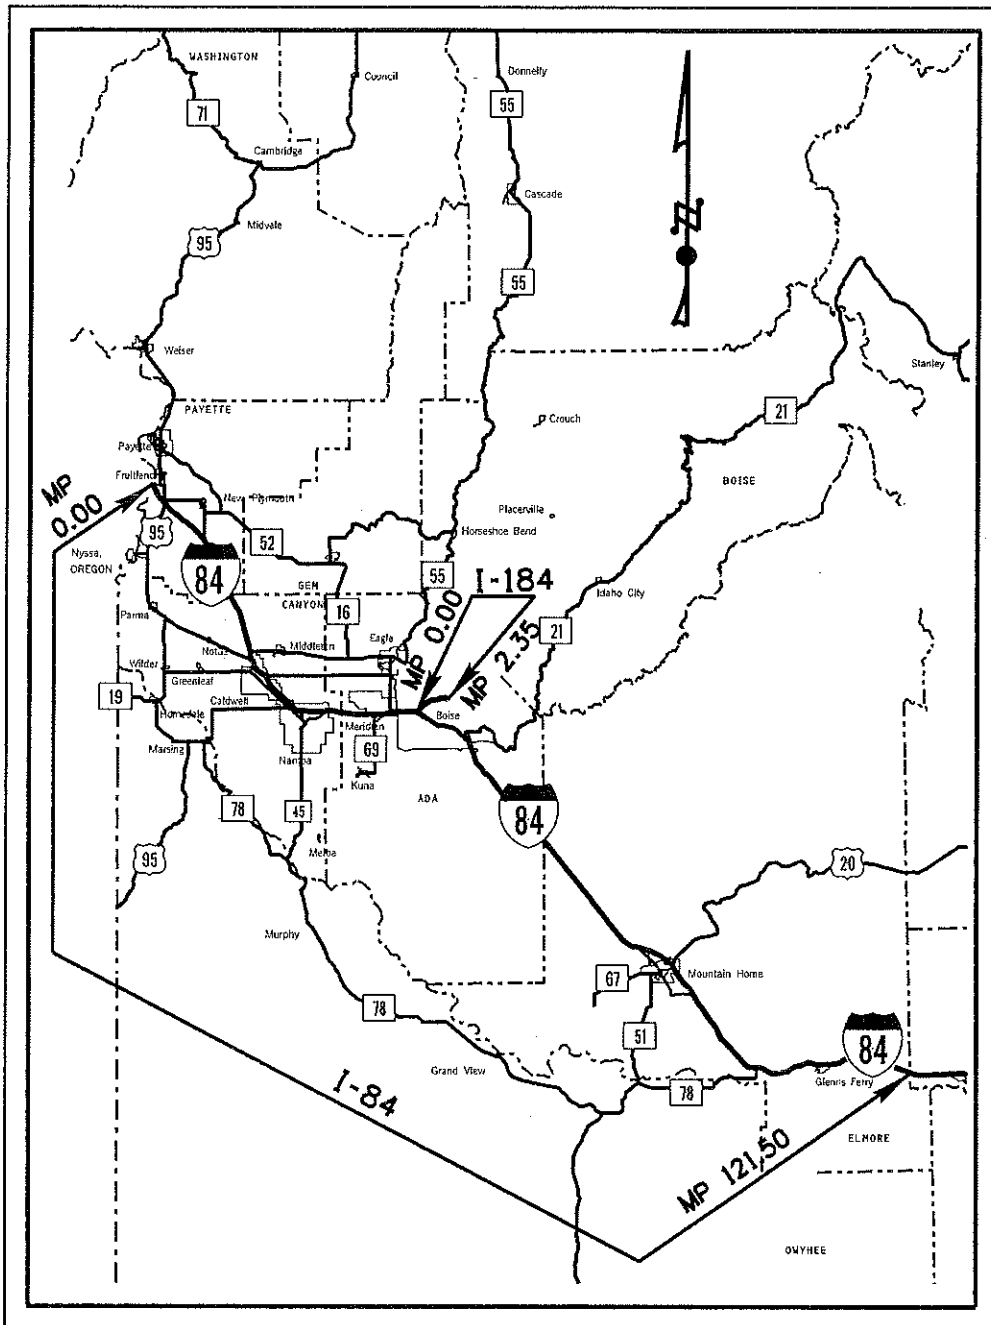 WASHINGTON
Council
Donnelly
71
55
Cambridge
Cascade
N
Midvale
95
55
Weiser
Stanley
PAYETTE
21
Crouch
Payette
Fruitland
BOISE
MP
0.00
New Plymouth
Placerville
95
Horseshoe Bend
52
Nyssa,
OREGON
84
55
I-184
GEM
Idaho City
CANYON
16
MP 0.00
Parma
21
MP 2.35
Notus
Middleton
Eagle
Wilder
Greenleaf
19
Caldwell
Homedale
Boise
Meridian
Marsing
69
Nampa
Kuna
ADA
78
45
84
Melba
95
20
Murphy
67
Mountain Home
78
51
84
Grand View
Glenns Ferry
78
I-84
ELMORE
MP 121.50
OWYHEE